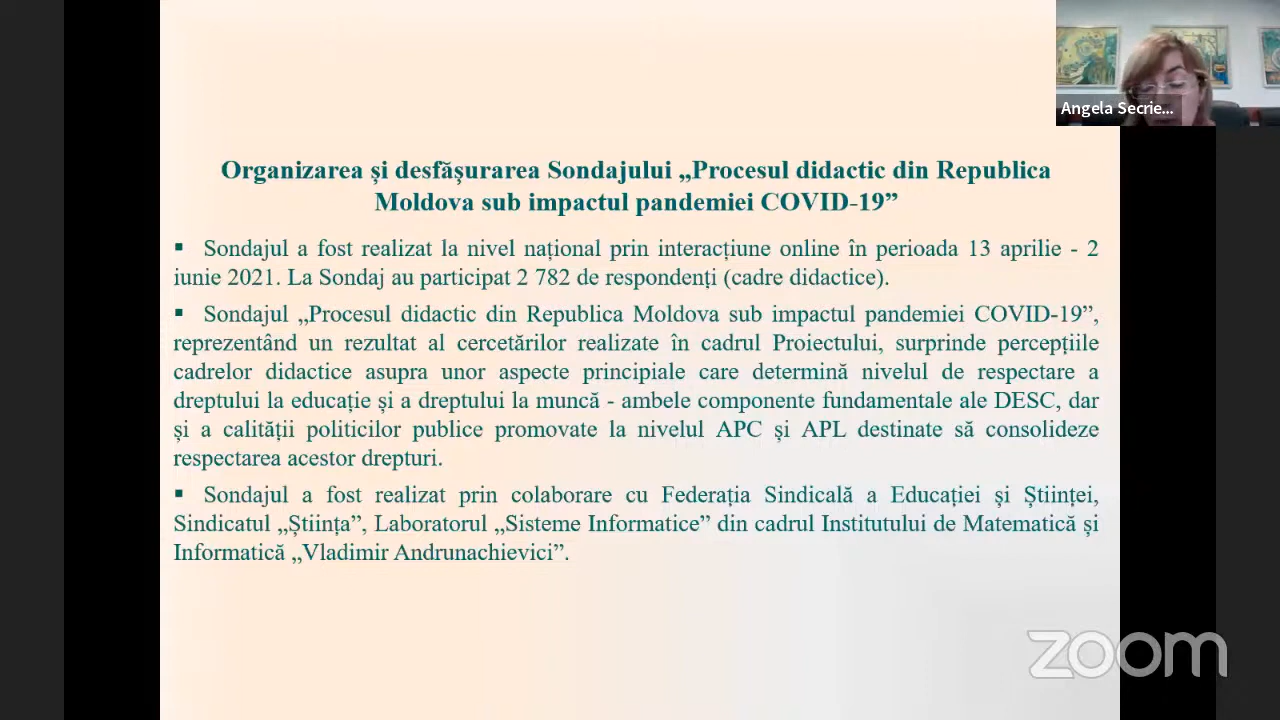 Angela Secrie...
Organizarea și desfășurarea Sondajului „Procesul didactic din Republica
Moldova sub impactul pandemiei COVID-19”
▪ Sondajul a fost realizat la nivel național prin interacțiune online în perioada 13 aprilie - 2
iunie 2021. La Sondaj au participat 2 782 de respondenți (cadre didactice).
▪ Sondajul „Procesul didactic din Republica Moldova sub impactul pandemiei COVID-19”,
reprezentând un rezultat al cercetărilor realizate în cadrul Proiectului, surprinde percepțiile
cadrelor didactice asupra unor aspecte principiale care determină nivelul de respectare a
dreptului la educație și a dreptului la muncă - ambele componente fundamentale ale DESC, dar
și a calității politicilor publice promovate la nivelul APC și APL destinate să consolideze
respectarea acestor drepturi.
▪ Sondajul a fost realizat prin colaborare cu Federația Sindicală a Educației și Științei,
Sindicatul „Știința”, Laboratorul „Sisteme Informatice” din cadrul Institutului de Matematică și
Informatică „Vladimir Andrunachievici”.
zoom